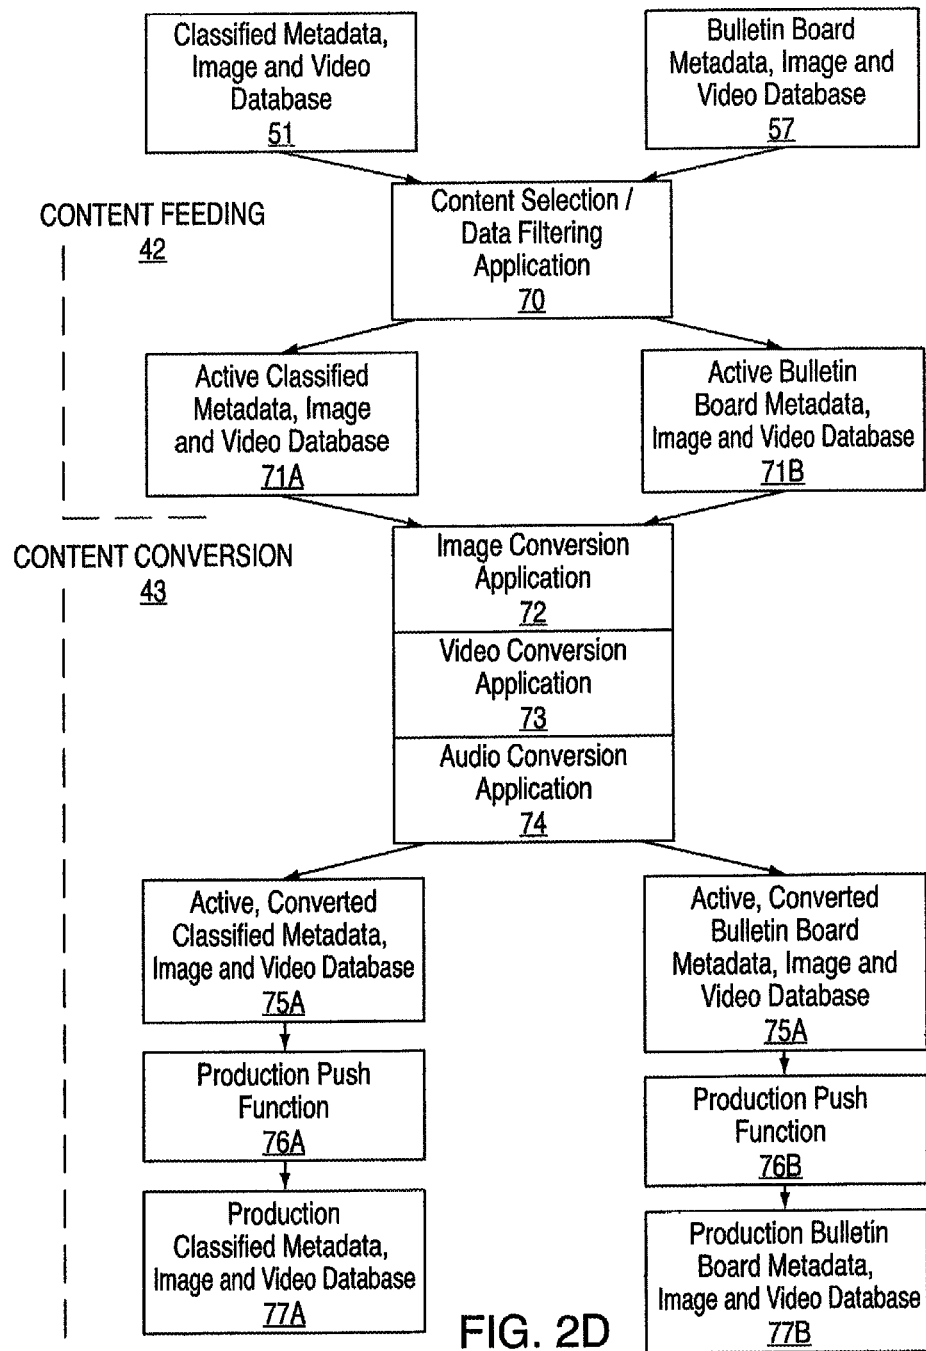 Classified Metadata,
Image and Video
Database
51
Bulletin Board
Metadata, Image and
Video Database
57
CONTENT FEEDING
42
Content Selection /
Data Filtering
Application
70
Active Classified
Metadata, Image
and Video Database
71A
Active Bulletin
Board Metadata,
Image and Video Database
71B
CONTENT CONVERSION
43
Image Conversion
Application
72
Video Conversion
Application
73
Audio Conversion
Application
74
Active, Converted
Classified Metadata,
Image and Video Database
75A
Active, Converted
Bulletin Board
Metadata, Image and
Video Database
75A
Production Push
Function
76A
Production Push
Function
76B
Production
Classified Metadata,
Image and Video Database
77A
Production Bulletin
Board Metadata,
Image and Video Database
77B
FIG. 2D